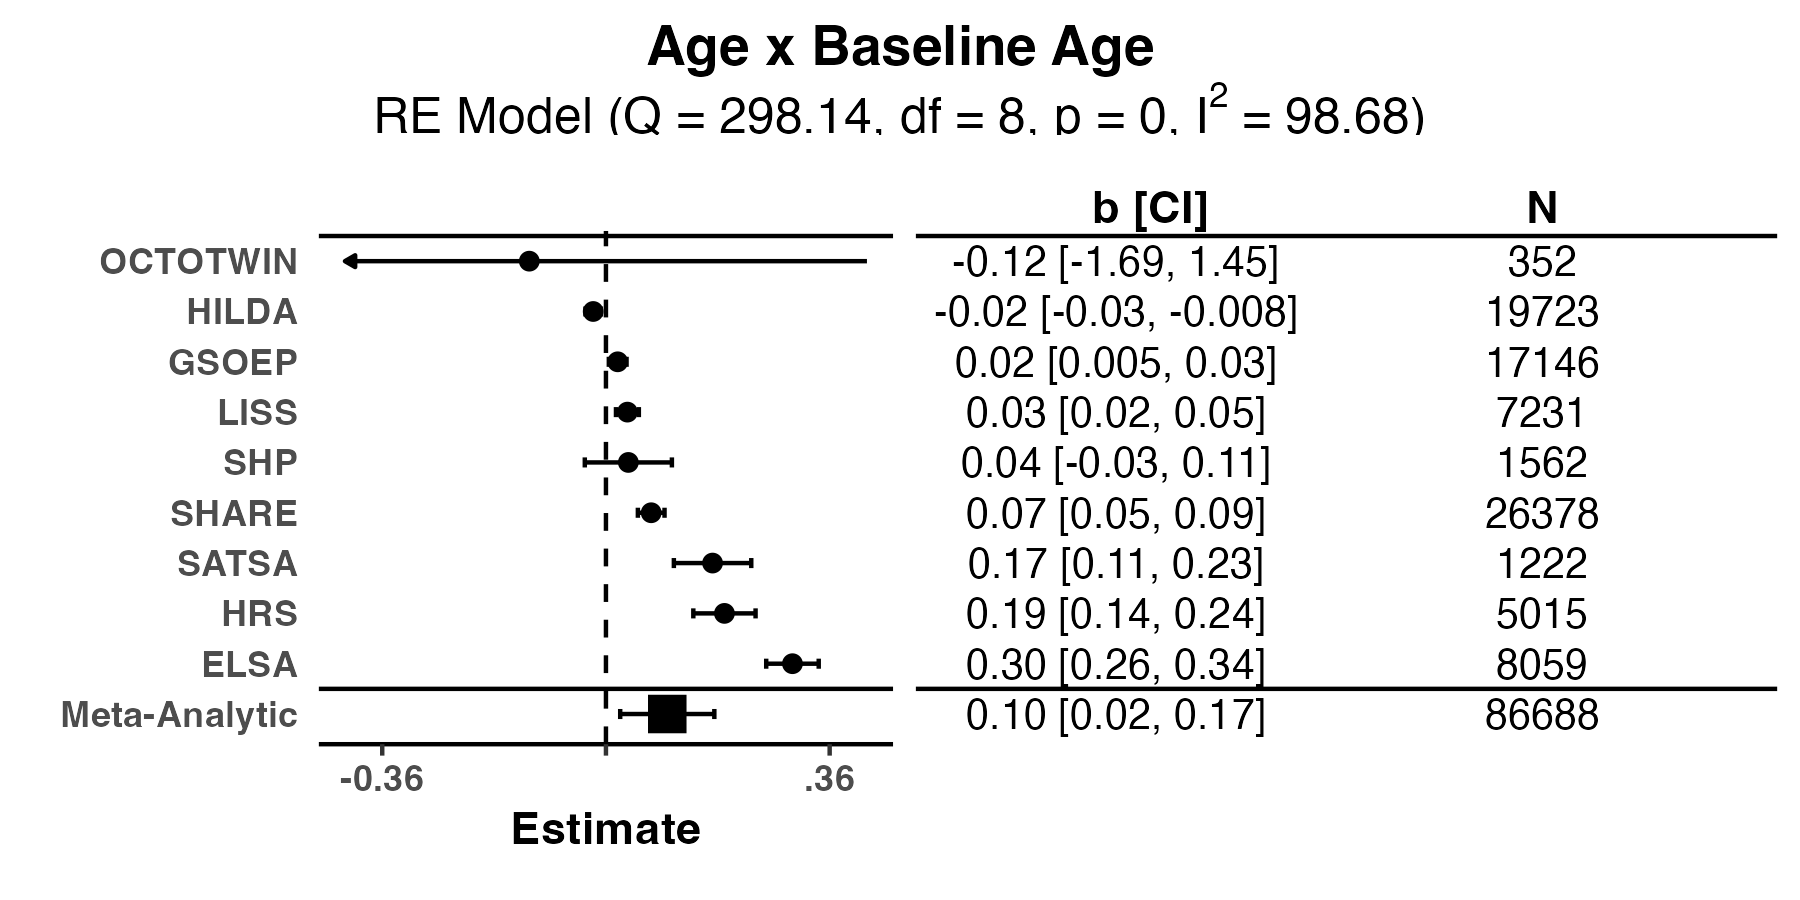 Age x Baseline Age
RE Model (Q = 298.14, df = 8, p = 0, I² = 98.68)
b [CI] N
OCTOTWIN -0.12 [-1.69, 1.45] 352
HILDA -0.02 [-0.03, -0.008] 19723
GSOEP 0.02 [0.005, 0.03] 17146
LISS 0.03 [0.02, 0.05] 7231
SHP 0.04 [-0.03, 0.11] 1562
SHARE 0.07 [0.05, 0.09] 26378
SATSA 0.17 [0.11, 0.23] 1222
HRS 0.19 [0.14, 0.24] 5015
ELSA 0.30 [0.26, 0.34] 8059
Meta-Analytic 0.10 [0.02, 0.17] 86688
-0.36 .36
Estimate